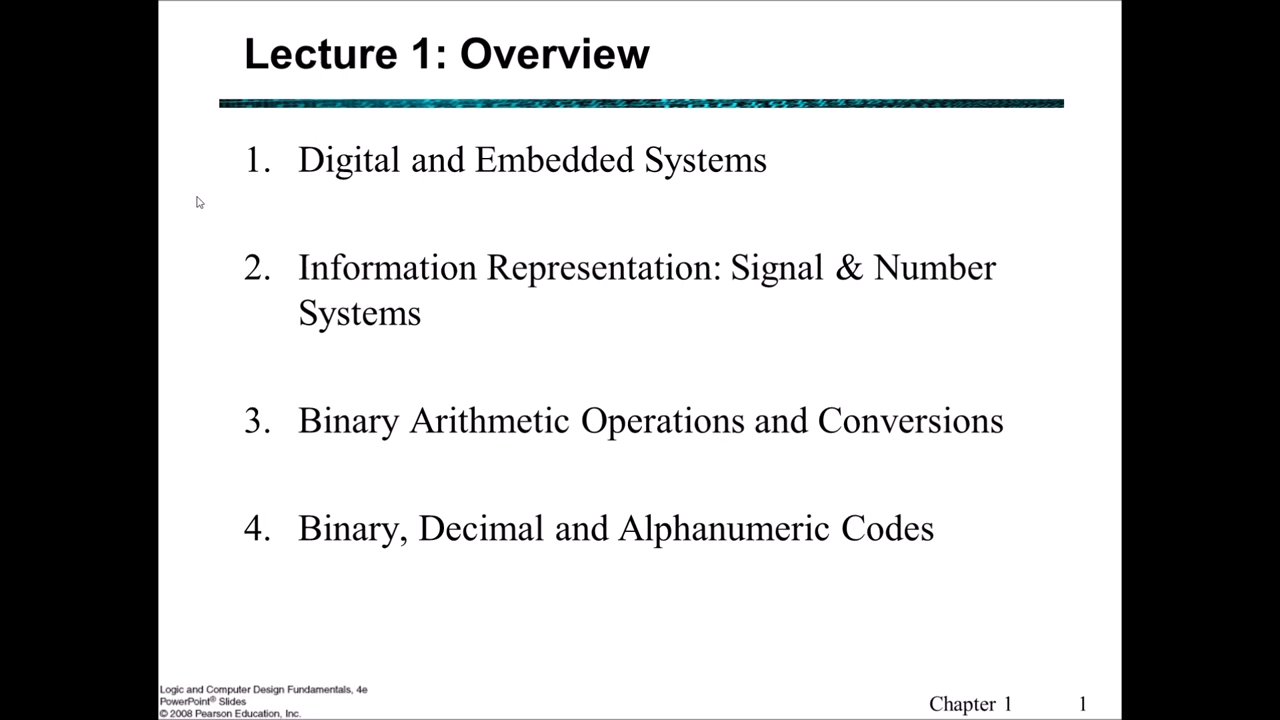 Lecture 1: Overview
1. Digital and Embedded Systems
2. Information Representation: Signal & Number
Systems
3. Binary Arithmetic Operations and Conversions
4. Binary, Decimal and Alphanumeric Codes
Logic and Computer Design Fundamentals, 4e
PowerPoint® Slides
© 2008 Pearson Education, Inc.
Chapter 1 1